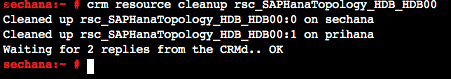 sechana:~ # crm resource cleanup rsc_SAPHanaTopology_HDB_HDB00
Cleaned up rsc_SAPHanaTopology_HDB_HDB00:0 on sechana
Cleaned up rsc_SAPHanaTopology_HDB_HDB00:1 on prihana
Waiting for 2 replies from the CRMd.. OK
sechana:~ #